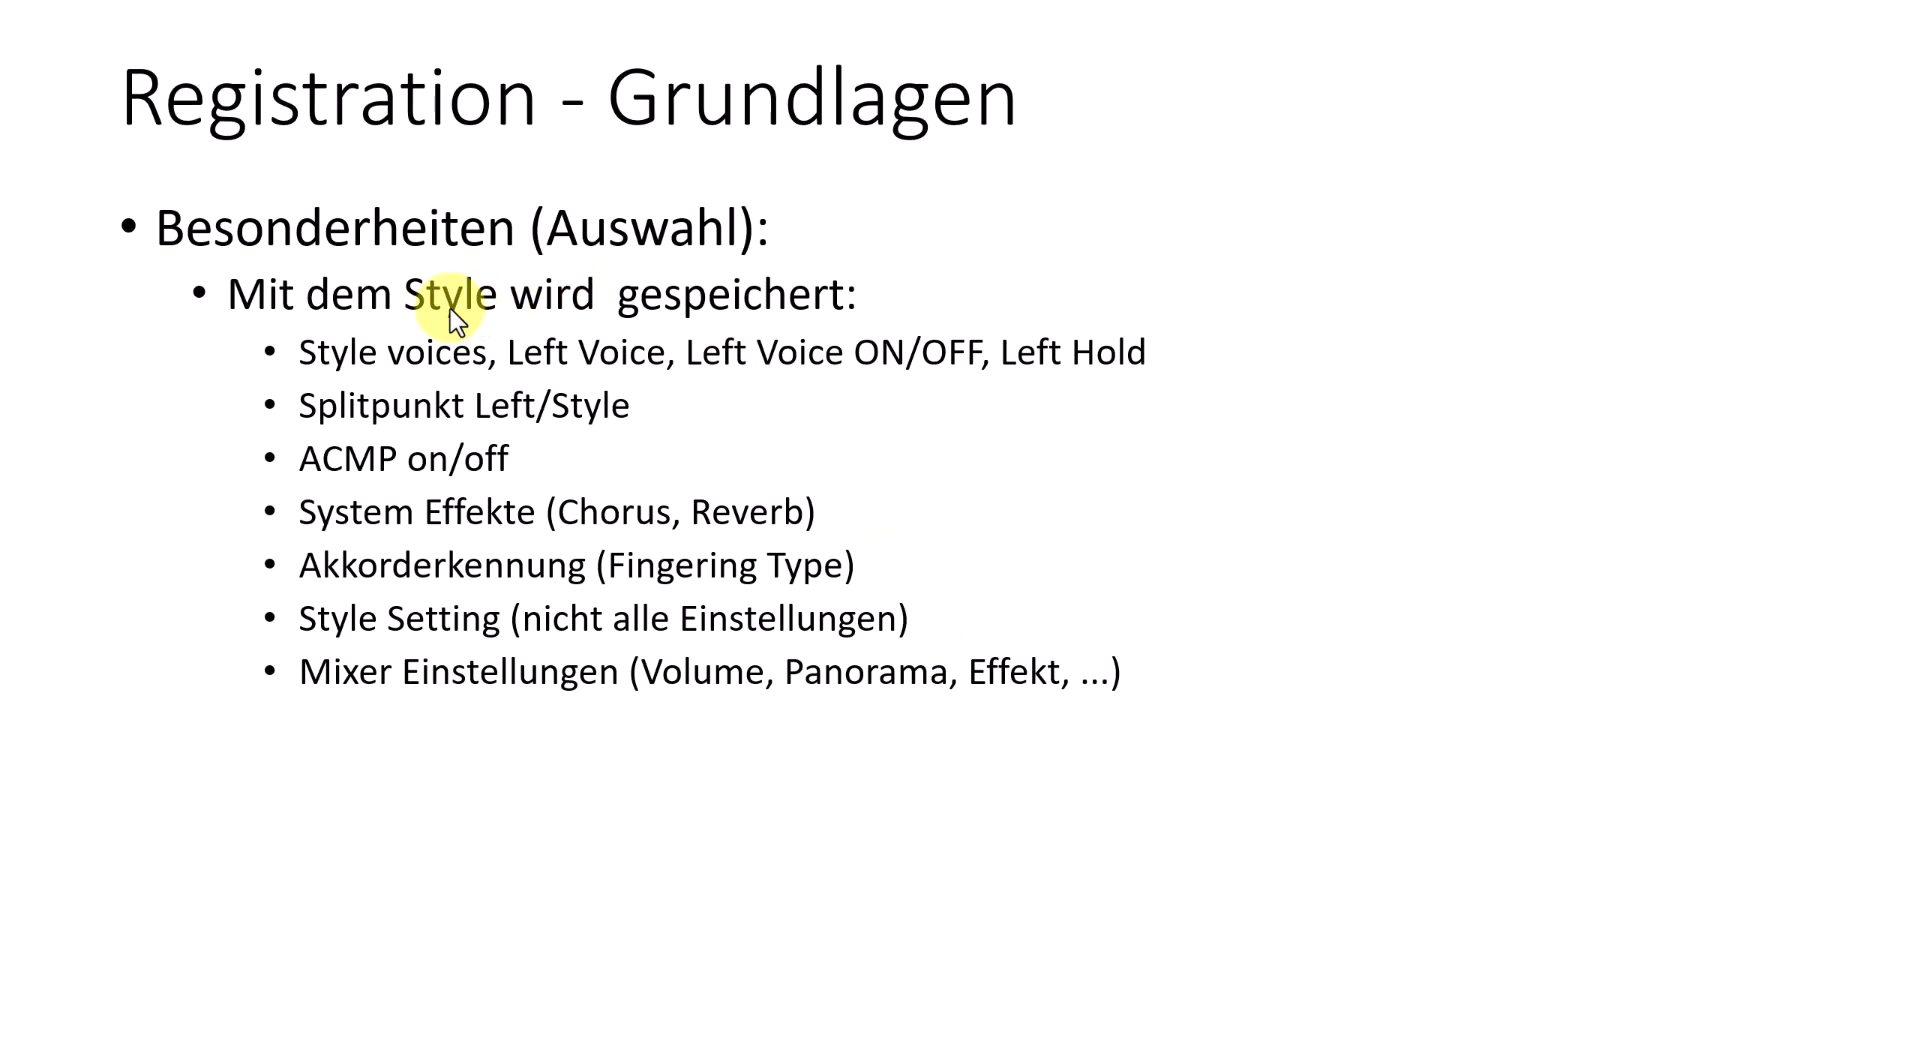 Registration - Grundlagen
• Besonderheiten (Auswahl):
• Mit dem Style wird  gespeichert:
• Style voices, Left Voice, Left Voice ON/OFF, Left Hold
• Splitpunkt Left/Style
• ACMP on/off
• System Effekte (Chorus, Reverb)
• Akkorderkennung (Fingering Type)
• Style Setting (nicht alle Einstellungen)
• Mixer Einstellungen (Volume, Panorama, Effekt, ...)